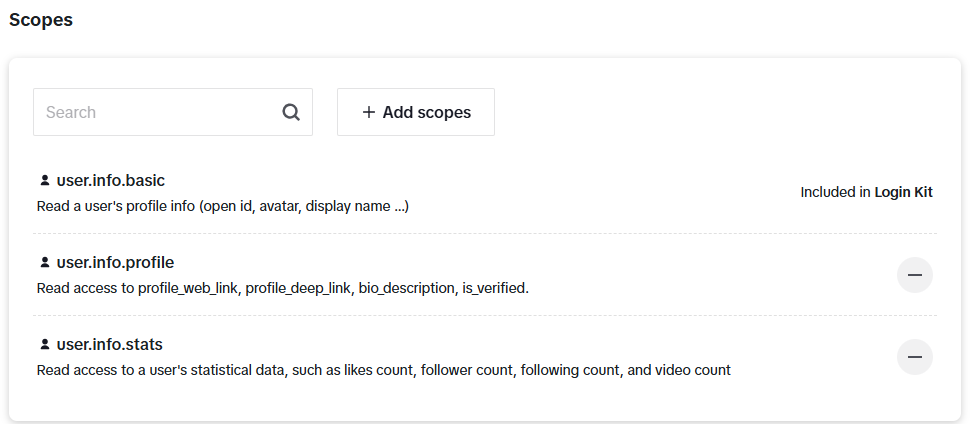 Scopes
Search
+ Add scopes
user.info.basic
Read a user's profile info (open id, avatar, display name ...)
Included in Login Kit
user.info.profile
Read access to profile_web_link, profile_deep_link, bio_description, is_verified.
user.info.stats
Read access to a user's statistical data, such as likes count, follower count, following count, and video count